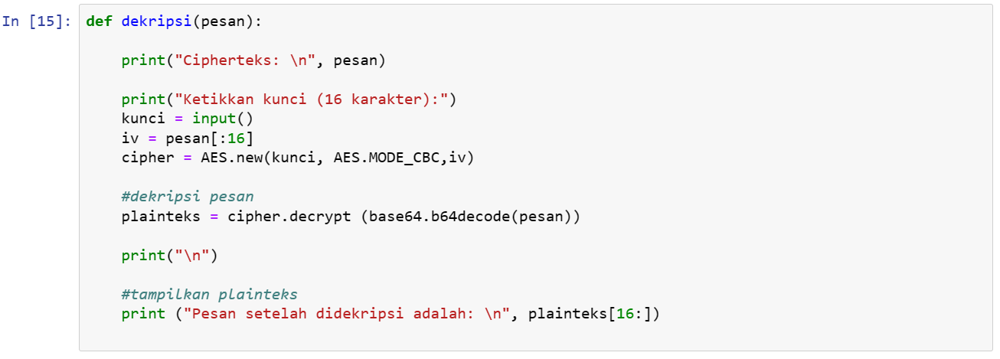 In [15]: def dekripsi(pesan):
print("Cipherteks: \n", pesan)
print("Ketikkan kunci (16 karakter):")
kunci = input()
iv = pesan[:16]
cipher = AES.new(kunci, AES.MODE_CBC,iv)
#dekripsi pesan
plainteks = cipher.decrypt (base64.b64decode(pesan))
print("\n")
#tampilkan plainteks
print ("Pesan setelah didekripsi adalah: \n", plainteks[16:])